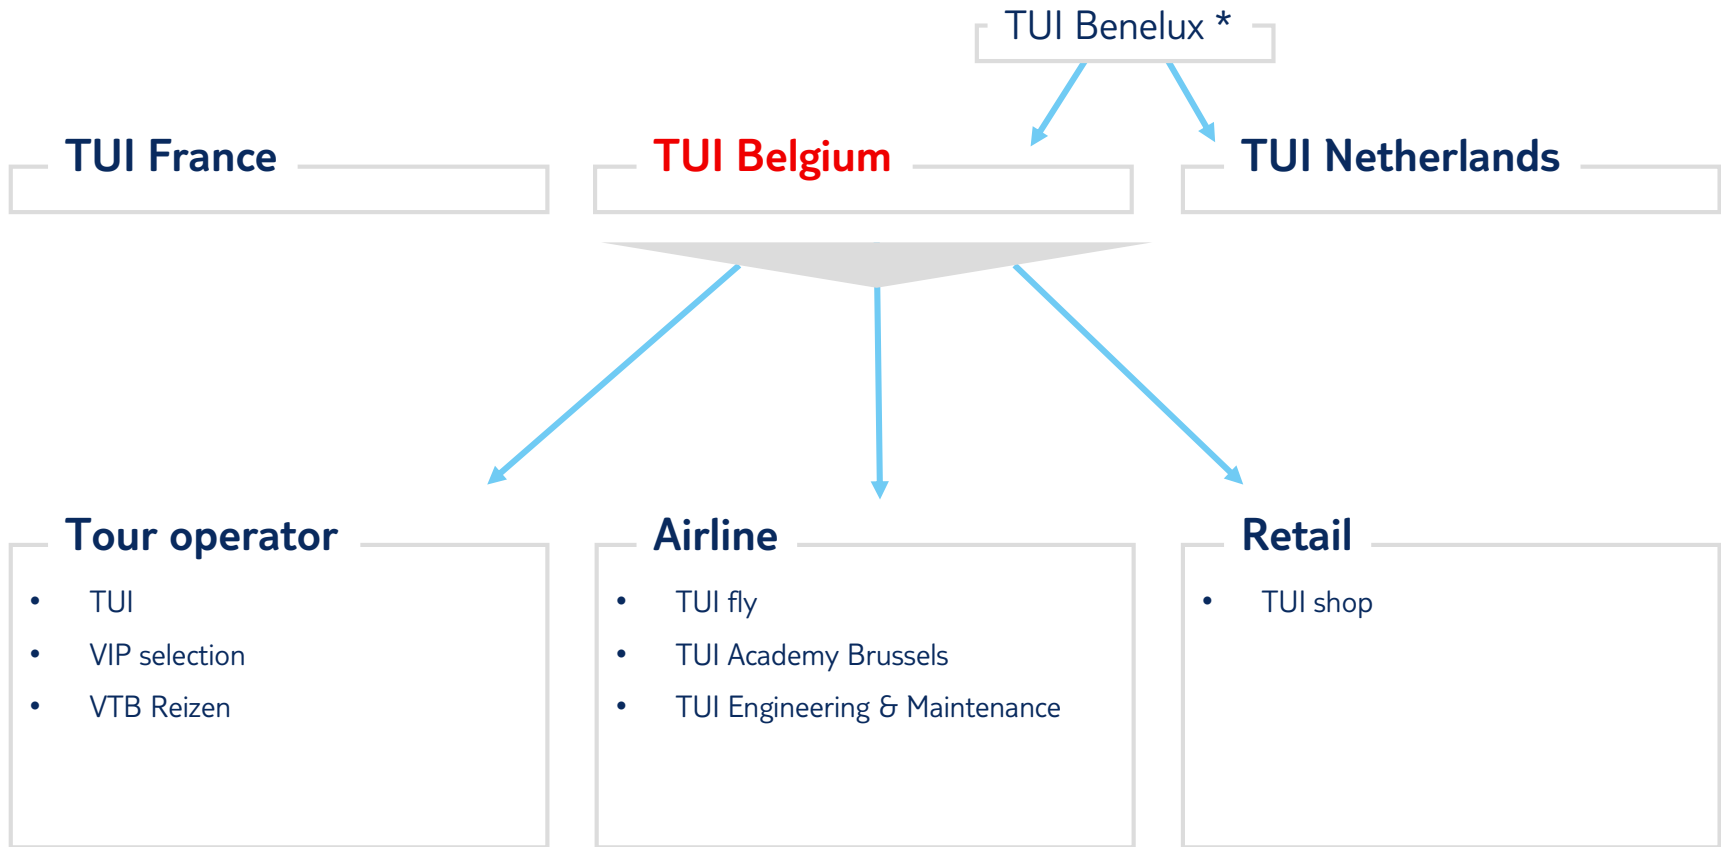 TUI Benelux *
TUI France
TUI Belgium
TUI Netherlands
Tour operator
• TUI
• VIP selection
• VTB Reizen
Airline
• TUI fly
• TUI Academy Brussels
• TUI Engineering & Maintenance
Retail
• TUI shop